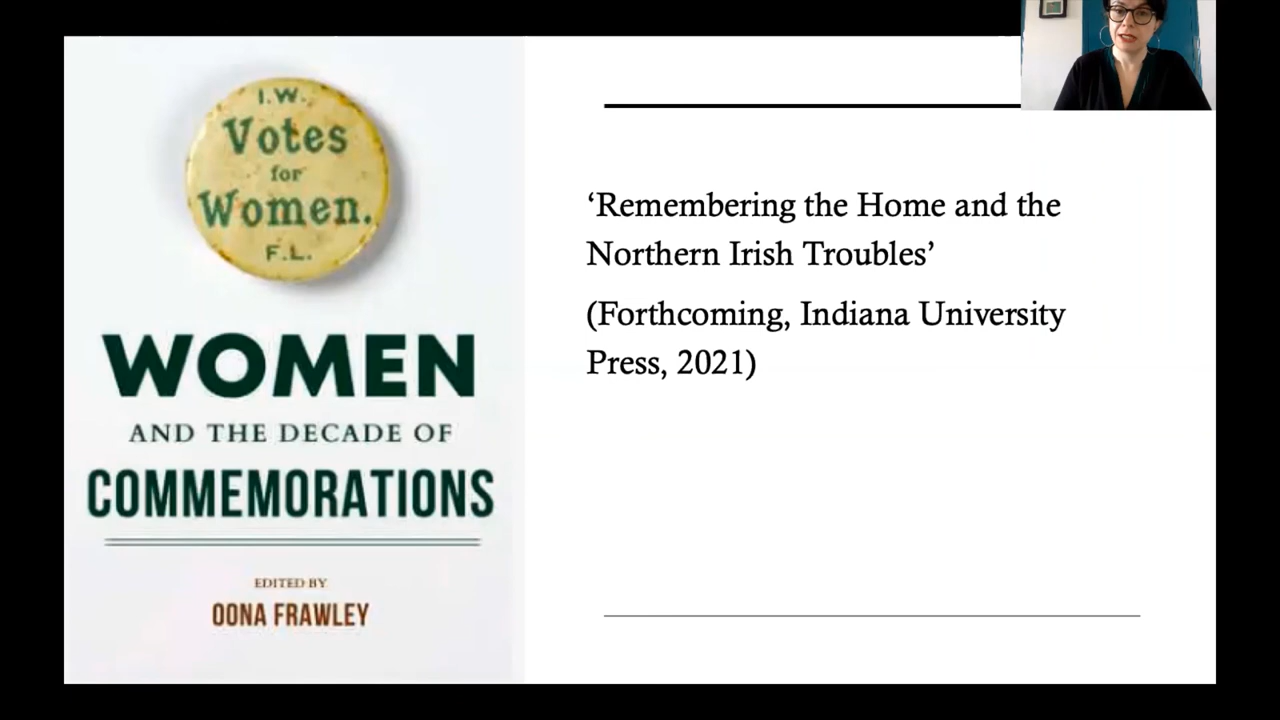 I.W.
Votes
for
Women.
F.L.
WOMEN
AND THE DECADE OF
COMMEMORATIONS
EDITED BY
OONA FRAWLEY
‘Remembering the Home and the
Northern Irish Troubles’
(Forthcoming, Indiana University
Press, 2021)